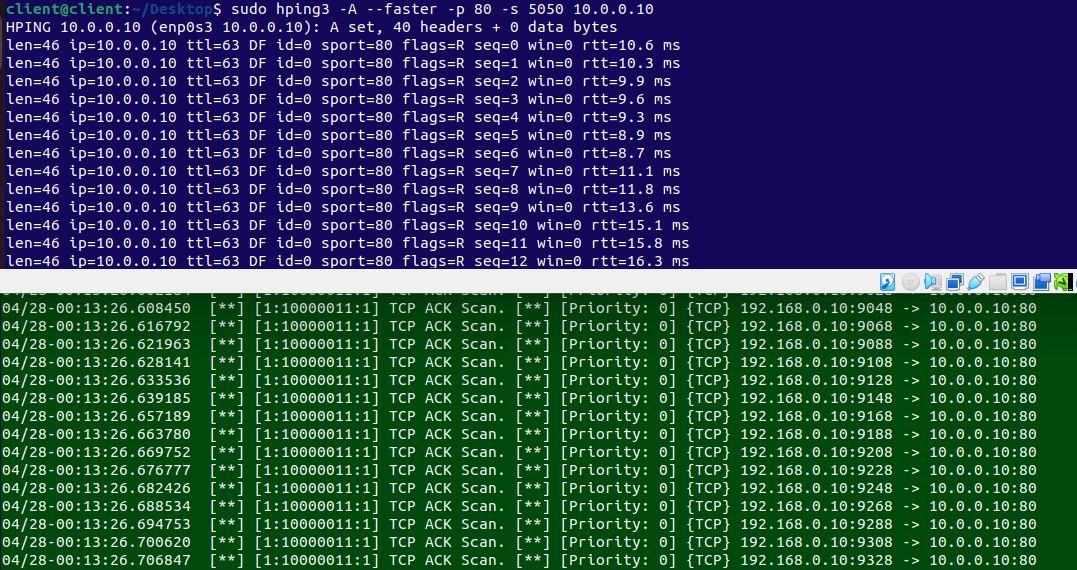 client@client:~/Desktop$ sudo hping3 -A --faster -p 80 -s 5050 10.0.0.10
HPING 10.0.0.10 (enp0s3 10.0.0.10): A set, 40 headers + 0 data bytes
len=46 ip=10.0.0.10 ttl=63 DF id=0 sport=80 flags=R seq=0 win=0 rtt=10.6 ms
len=46 ip=10.0.0.10 ttl=63 DF id=0 sport=80 flags=R seq=1 win=0 rtt=10.3 ms
len=46 ip=10.0.0.10 ttl=63 DF id=0 sport=80 flags=R seq=2 win=0 rtt=9.9 ms
len=46 ip=10.0.0.10 ttl=63 DF id=0 sport=80 flags=R seq=3 win=0 rtt=9.6 ms
len=46 ip=10.0.0.10 ttl=63 DF id=0 sport=80 flags=R seq=4 win=0 rtt=9.3 ms
len=46 ip=10.0.0.10 ttl=63 DF id=0 sport=80 flags=R seq=5 win=0 rtt=8.9 ms
len=46 ip=10.0.0.10 ttl=63 DF id=0 sport=80 flags=R seq=6 win=0 rtt=8.7 ms
len=46 ip=10.0.0.10 ttl=63 DF id=0 sport=80 flags=R seq=7 win=0 rtt=11.1 ms
len=46 ip=10.0.0.10 ttl=63 DF id=0 sport=80 flags=R seq=8 win=0 rtt=11.8 ms
len=46 ip=10.0.0.10 ttl=63 DF id=0 sport=80 flags=R seq=9 win=0 rtt=13.6 ms
len=46 ip=10.0.0.10 ttl=63 DF id=0 sport=80 flags=R seq=10 win=0 rtt=15.1 ms
len=46 ip=10.0.0.10 ttl=63 DF id=0 sport=80 flags=R seq=11 win=0 rtt=15.8 ms
len=46 ip=10.0.0.10 ttl=63 DF id=0 sport=80 flags=R seq=12 win=0 rtt=16.3 ms
04/28-00:13:26.608450  [**] [1:10000011:1] TCP ACK Scan. [**] [Priority: 0] {TCP} 192.168.0.10:9048 -> 10.0.0.10:80
04/28-00:13:26.616792  [**] [1:10000011:1] TCP ACK Scan. [**] [Priority: 0] {TCP} 192.168.0.10:9068 -> 10.0.0.10:80
04/28-00:13:26.621963  [**] [1:10000011:1] TCP ACK Scan. [**] [Priority: 0] {TCP} 192.168.0.10:9088 -> 10.0.0.10:80
04/28-00:13:26.628141  [**] [1:10000011:1] TCP ACK Scan. [**] [Priority: 0] {TCP} 192.168.0.10:9108 -> 10.0.0.10:80
04/28-00:13:26.633536  [**] [1:10000011:1] TCP ACK Scan. [**] [Priority: 0] {TCP} 192.168.0.10:9128 -> 10.0.0.10:80
04/28-00:13:26.639185  [**] [1:10000011:1] TCP ACK Scan. [**] [Priority: 0] {TCP} 192.168.0.10:9148 -> 10.0.0.10:80
04/28-00:13:26.657189  [**] [1:10000011:1] TCP ACK Scan. [**] [Priority: 0] {TCP} 192.168.0.10:9168 -> 10.0.0.10:80
04/28-00:13:26.663780  [**] [1:10000011:1] TCP ACK Scan. [**] [Priority: 0] {TCP} 192.168.0.10:9188 -> 10.0.0.10:80
04/28-00:13:26.669752  [**] [1:10000011:1] TCP ACK Scan. [**] [Priority: 0] {TCP} 192.168.0.10:9208 -> 10.0.0.10:80
04/28-00:13:26.676777  [**] [1:10000011:1] TCP ACK Scan. [**] [Priority: 0] {TCP} 192.168.0.10:9228 -> 10.0.0.10:80
04/28-00:13:26.682426  [**] [1:10000011:1] TCP ACK Scan. [**] [Priority: 0] {TCP} 192.168.0.10:9248 -> 10.0.0.10:80
04/28-00:13:26.688534  [**] [1:10000011:1] TCP ACK Scan. [**] [Priority: 0] {TCP} 192.168.0.10:9268 -> 10.0.0.10:80
04/28-00:13:26.694753  [**] [1:10000011:1] TCP ACK Scan. [**] [Priority: 0] {TCP} 192.168.0.10:9288 -> 10.0.0.10:80
04/28-00:13:26.700620  [**] [1:10000011:1] TCP ACK Scan. [**] [Priority: 0] {TCP} 192.168.0.10:9308 -> 10.0.0.10:80
04/28-00:13:26.706847  [**] [1:10000011:1] TCP ACK Scan. [**] [Priority: 0] {TCP} 192.168.0.10:9328 -> 10.0.0.10:80